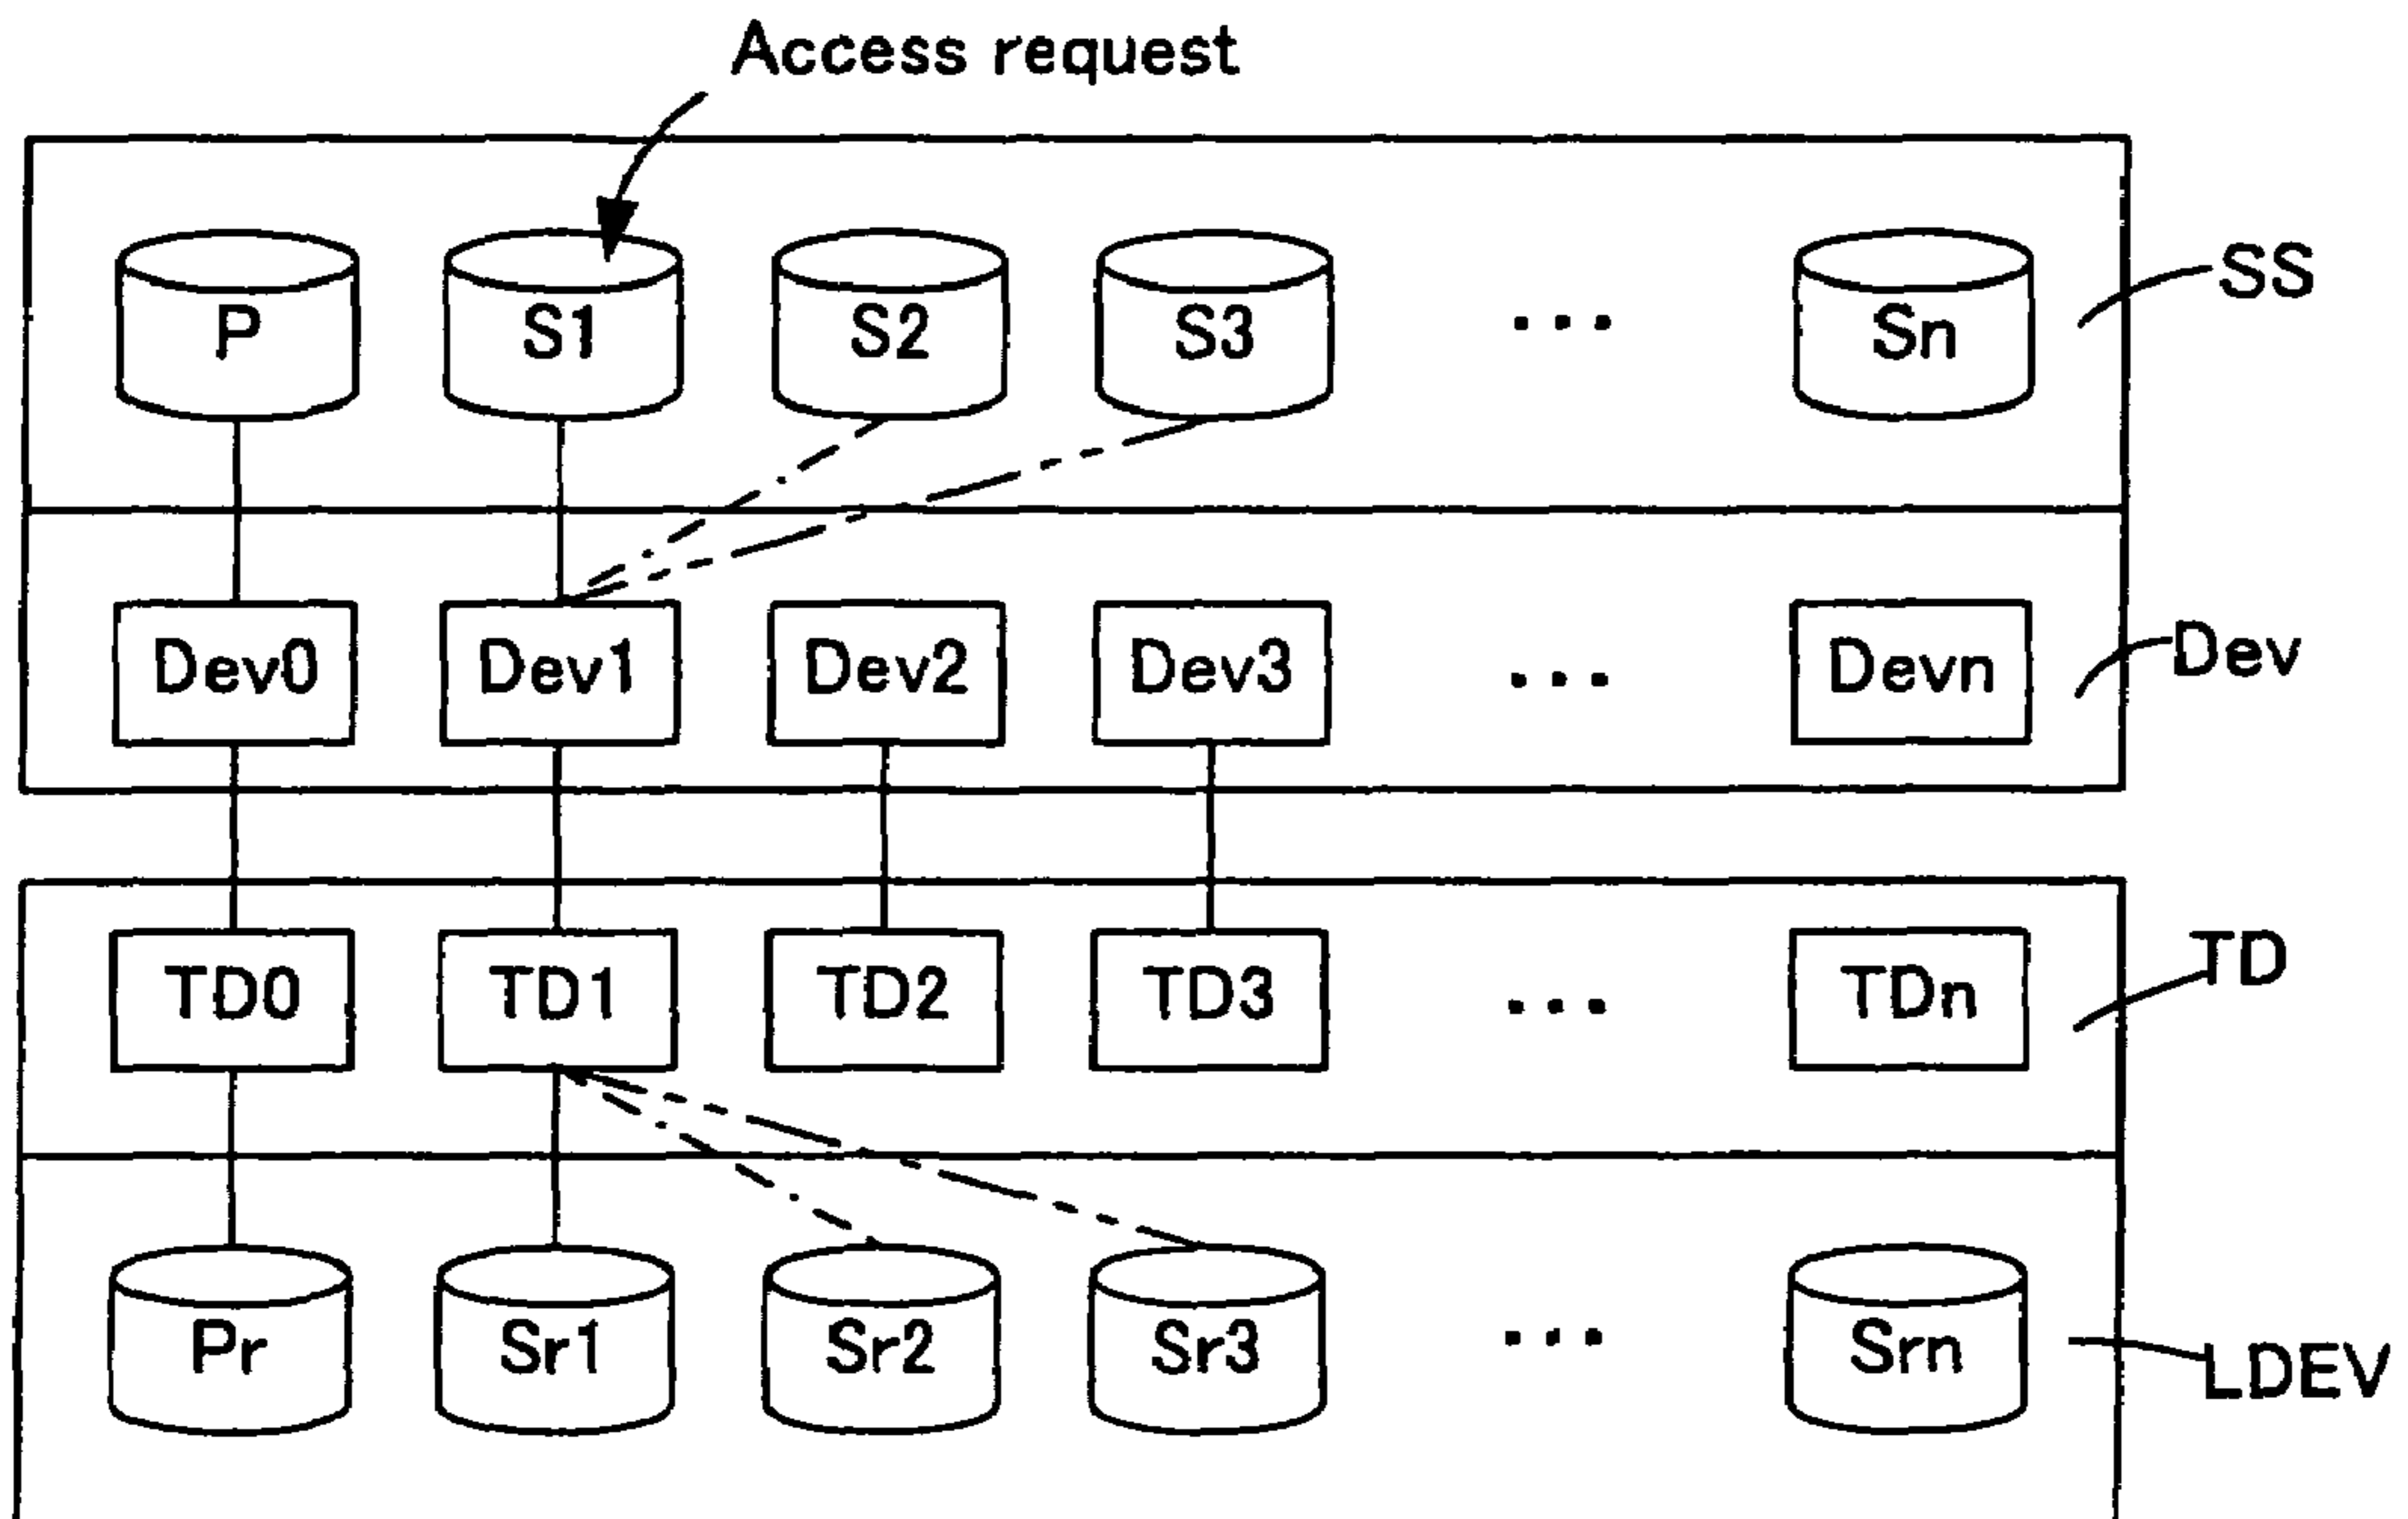 Access request
P S1 S2 S3 ... Sn SS
Dev0 Dev1 Dev2 Dev3 ... Devn Dev
TD0 TD1 TD2 TD3 ... TDn TD
Pr Sr1 Sr2 Sr3 ... Srn LDEV